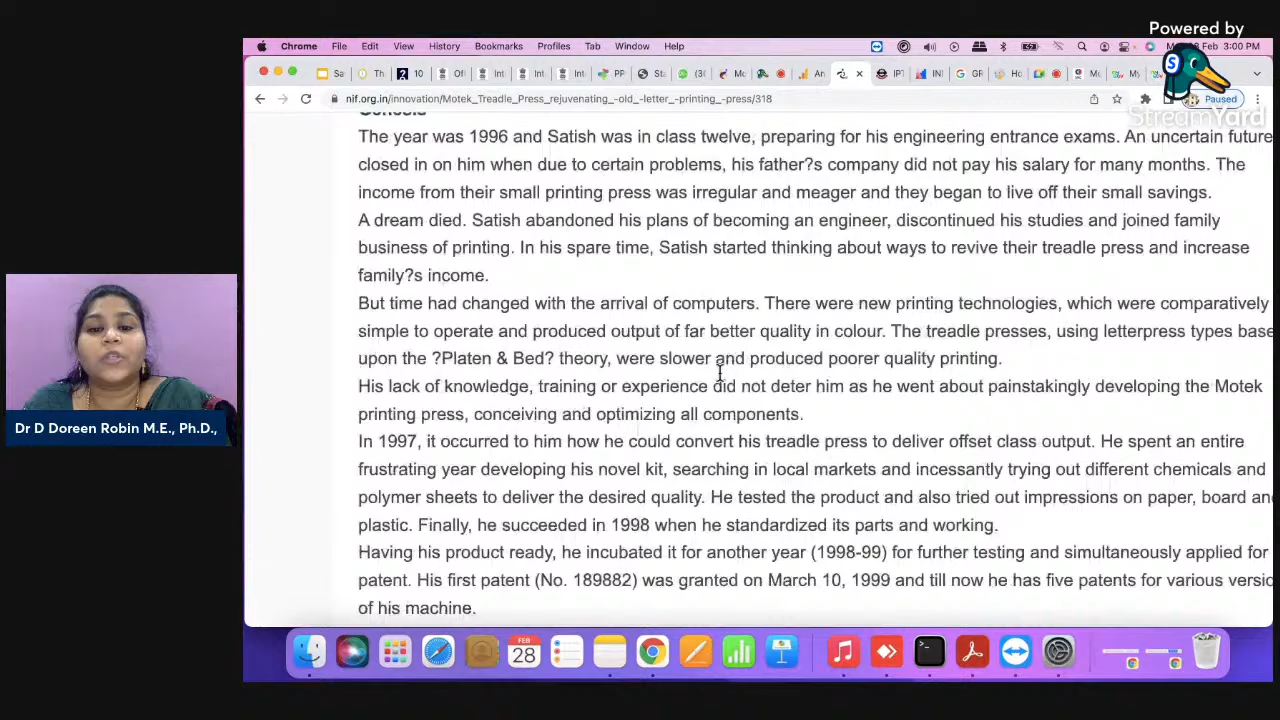 Powered by
StreamYard
Chrome File Edit View History Bookmarks Profiles Tab Window Help
Feb 3:00 PM
nif.org.in/innovation/Motek_Treadle_Press_rejuvenating_-old_-letter_-printing_-press/318
Paused
Genesis
The year was 1996 and Satish was in class twelve, preparing for his engineering entrance exams. An uncertain future
closed in on him when due to certain problems, his father?s company did not pay his salary for many months. The
income from their small printing press was irregular and meager and they began to live off their small savings.
A dream died. Satish abandoned his plans of becoming an engineer, discontinued his studies and joined family
business of printing. In his spare time, Satish started thinking about ways to revive their treadle press and increase
family?s income.
But time had changed with the arrival of computers. There were new printing technologies, which were comparatively
simple to operate and produced output of far better quality in colour. The treadle presses, using letterpress types base
upon the ?Platen & Bed? theory, were slower and produced poorer quality printing.
His lack of knowledge, training or experience did not deter him as he went about painstakingly developing the Motek
printing press, conceiving and optimizing all components.
In 1997, it occurred to him how he could convert his treadle press to deliver offset class output. He spent an entire
frustrating year developing his novel kit, searching in local markets and incessantly trying out different chemicals and
polymer sheets to deliver the desired quality. He tested the product and also tried out impressions on paper, board an
plastic. Finally, he succeeded in 1998 when he standardized its parts and working.
Having his product ready, he incubated it for another year (1998-99) for further testing and simultaneously applied for
patent. His first patent (No. 189882) was granted on March 10, 1999 and till now he has five patents for various versio
of his machine.
Dr D Doreen Robin M.E., Ph.D.,
FEB
28